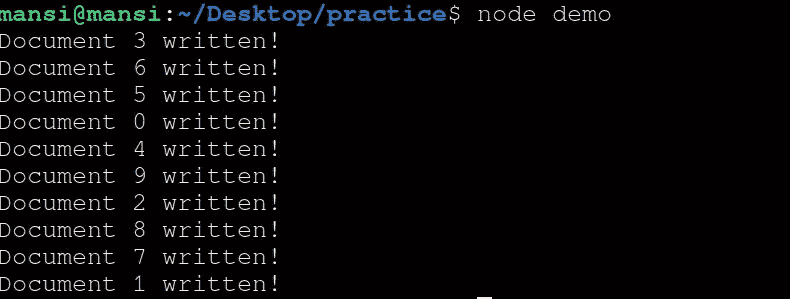 mansi@mansi:~/Desktop/practice$ node demo
Document 3 written!
Document 6 written!
Document 5 written!
Document 0 written!
Document 4 written!
Document 9 written!
Document 2 written!
Document 8 written!
Document 7 written!
Document 1 written!